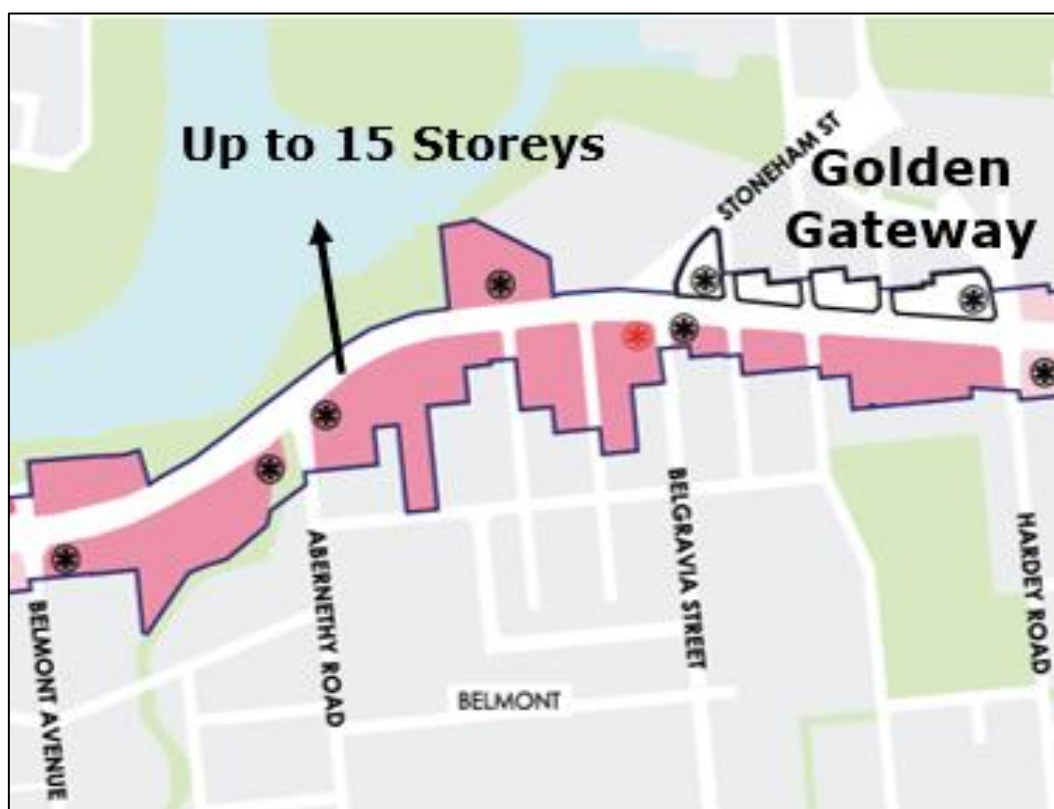 Up to 15 Storeys
STONEHAM ST
Golden
Gateway
BELMONT AVENUE
ABERNETHY ROAD
BELGRAVIA STREET
HARDEY ROAD
BELMONT